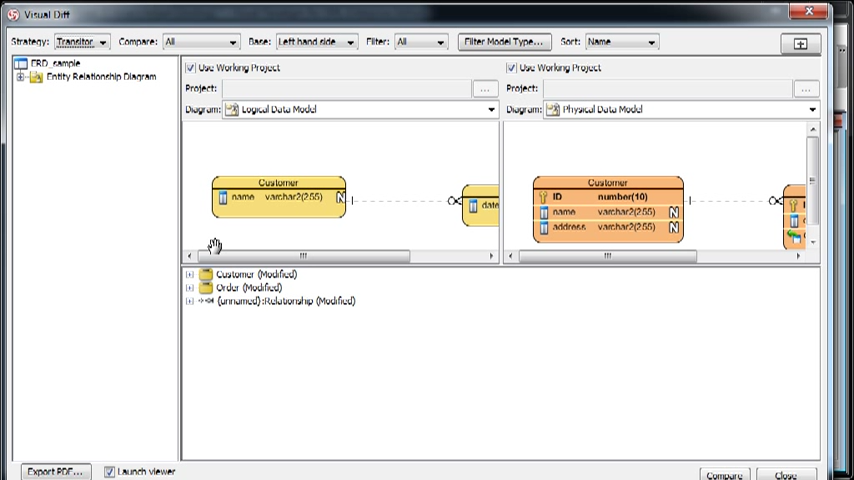 Visual Diff
Strategy: Transitor Compare: All Base: Left hand side Filter: All Filter Model Type... Sort: Name
ERD_sample
Entity Relationship Diagram
Use Working Project
Project: ...
Diagram: Logical Data Model
Customer
name varchar2(255) N
date
Use Working Project
Project: ...
Diagram: Physical Data Model
Customer
ID number(10)
name varchar2(255) N
address varchar2(255) N
Customer (Modified)
Order (Modified)
(unnamed):Relationship (Modified)
Export PDF... Launch viewer
Compare Close